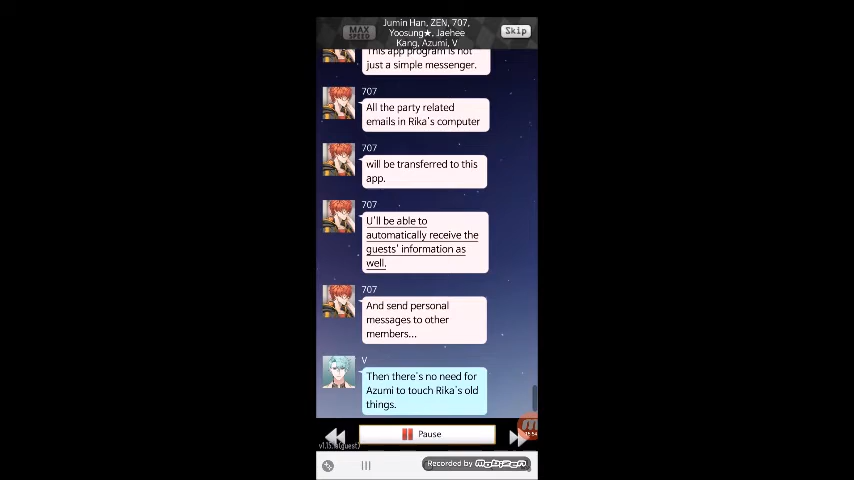 Jumin Han, ZEN, 707,
Yoosung★, Jaehee
Kang, Azumi, V
MAX
SPEED
Skip
This app program is not
just a simple messenger.
707
All the party related
emails in Rika's computer
707
will be transferred to this
app.
707
U'll be able to
automatically receive the
guests' information as
well.
707
And send personal
messages to other
members...
V
Then there's no need for
Azumi to touch Rika's old
things.
Pause
Recorded by mobizen